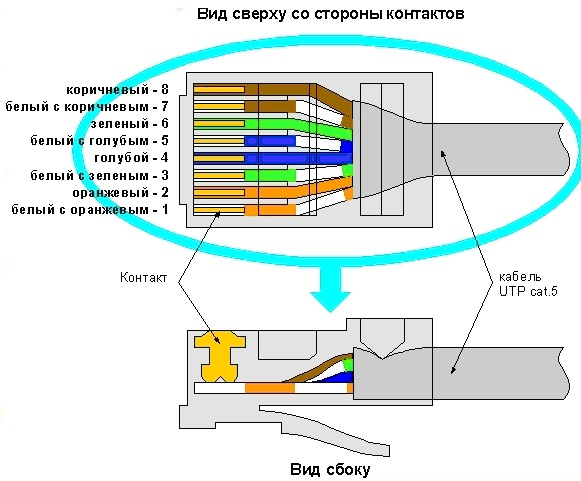 Вид сверху со стороны контактов
коричневый - 8
белый с коричневым - 7
зеленый - 6
белый с голубым - 5
голубой - 4
белый с зеленым - 3
оранжевый - 2
белый с оранжевым - 1
Контакт
кабель
UTP cat.5
Вид сбоку